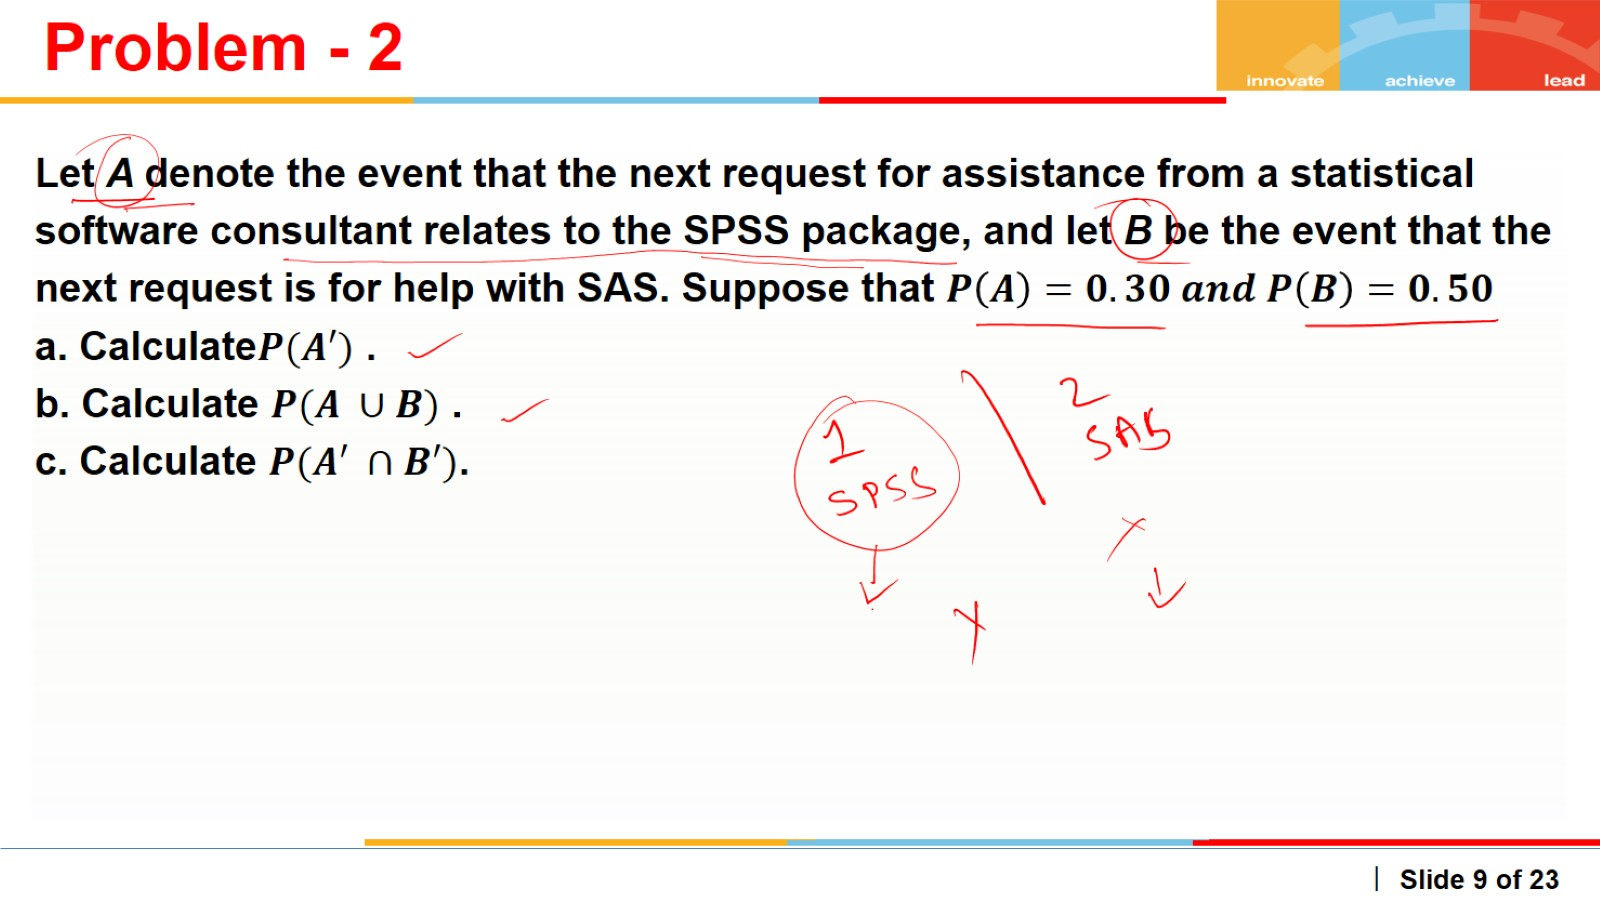 Problem - 2
innovate achieve lead
Let A denote the event that the next request for assistance from a statistical
software consultant relates to the SPSS package, and let B be the event that the
next request is for help with SAS. Suppose that P(A) = 0.30 and P(B) = 0.50
a. CalculateP(A′) .
b. Calculate P(A ∪ B) .
c. Calculate P(A′ ∩ B′).
1
SPSS
2
SAS
Slide 9 of 23